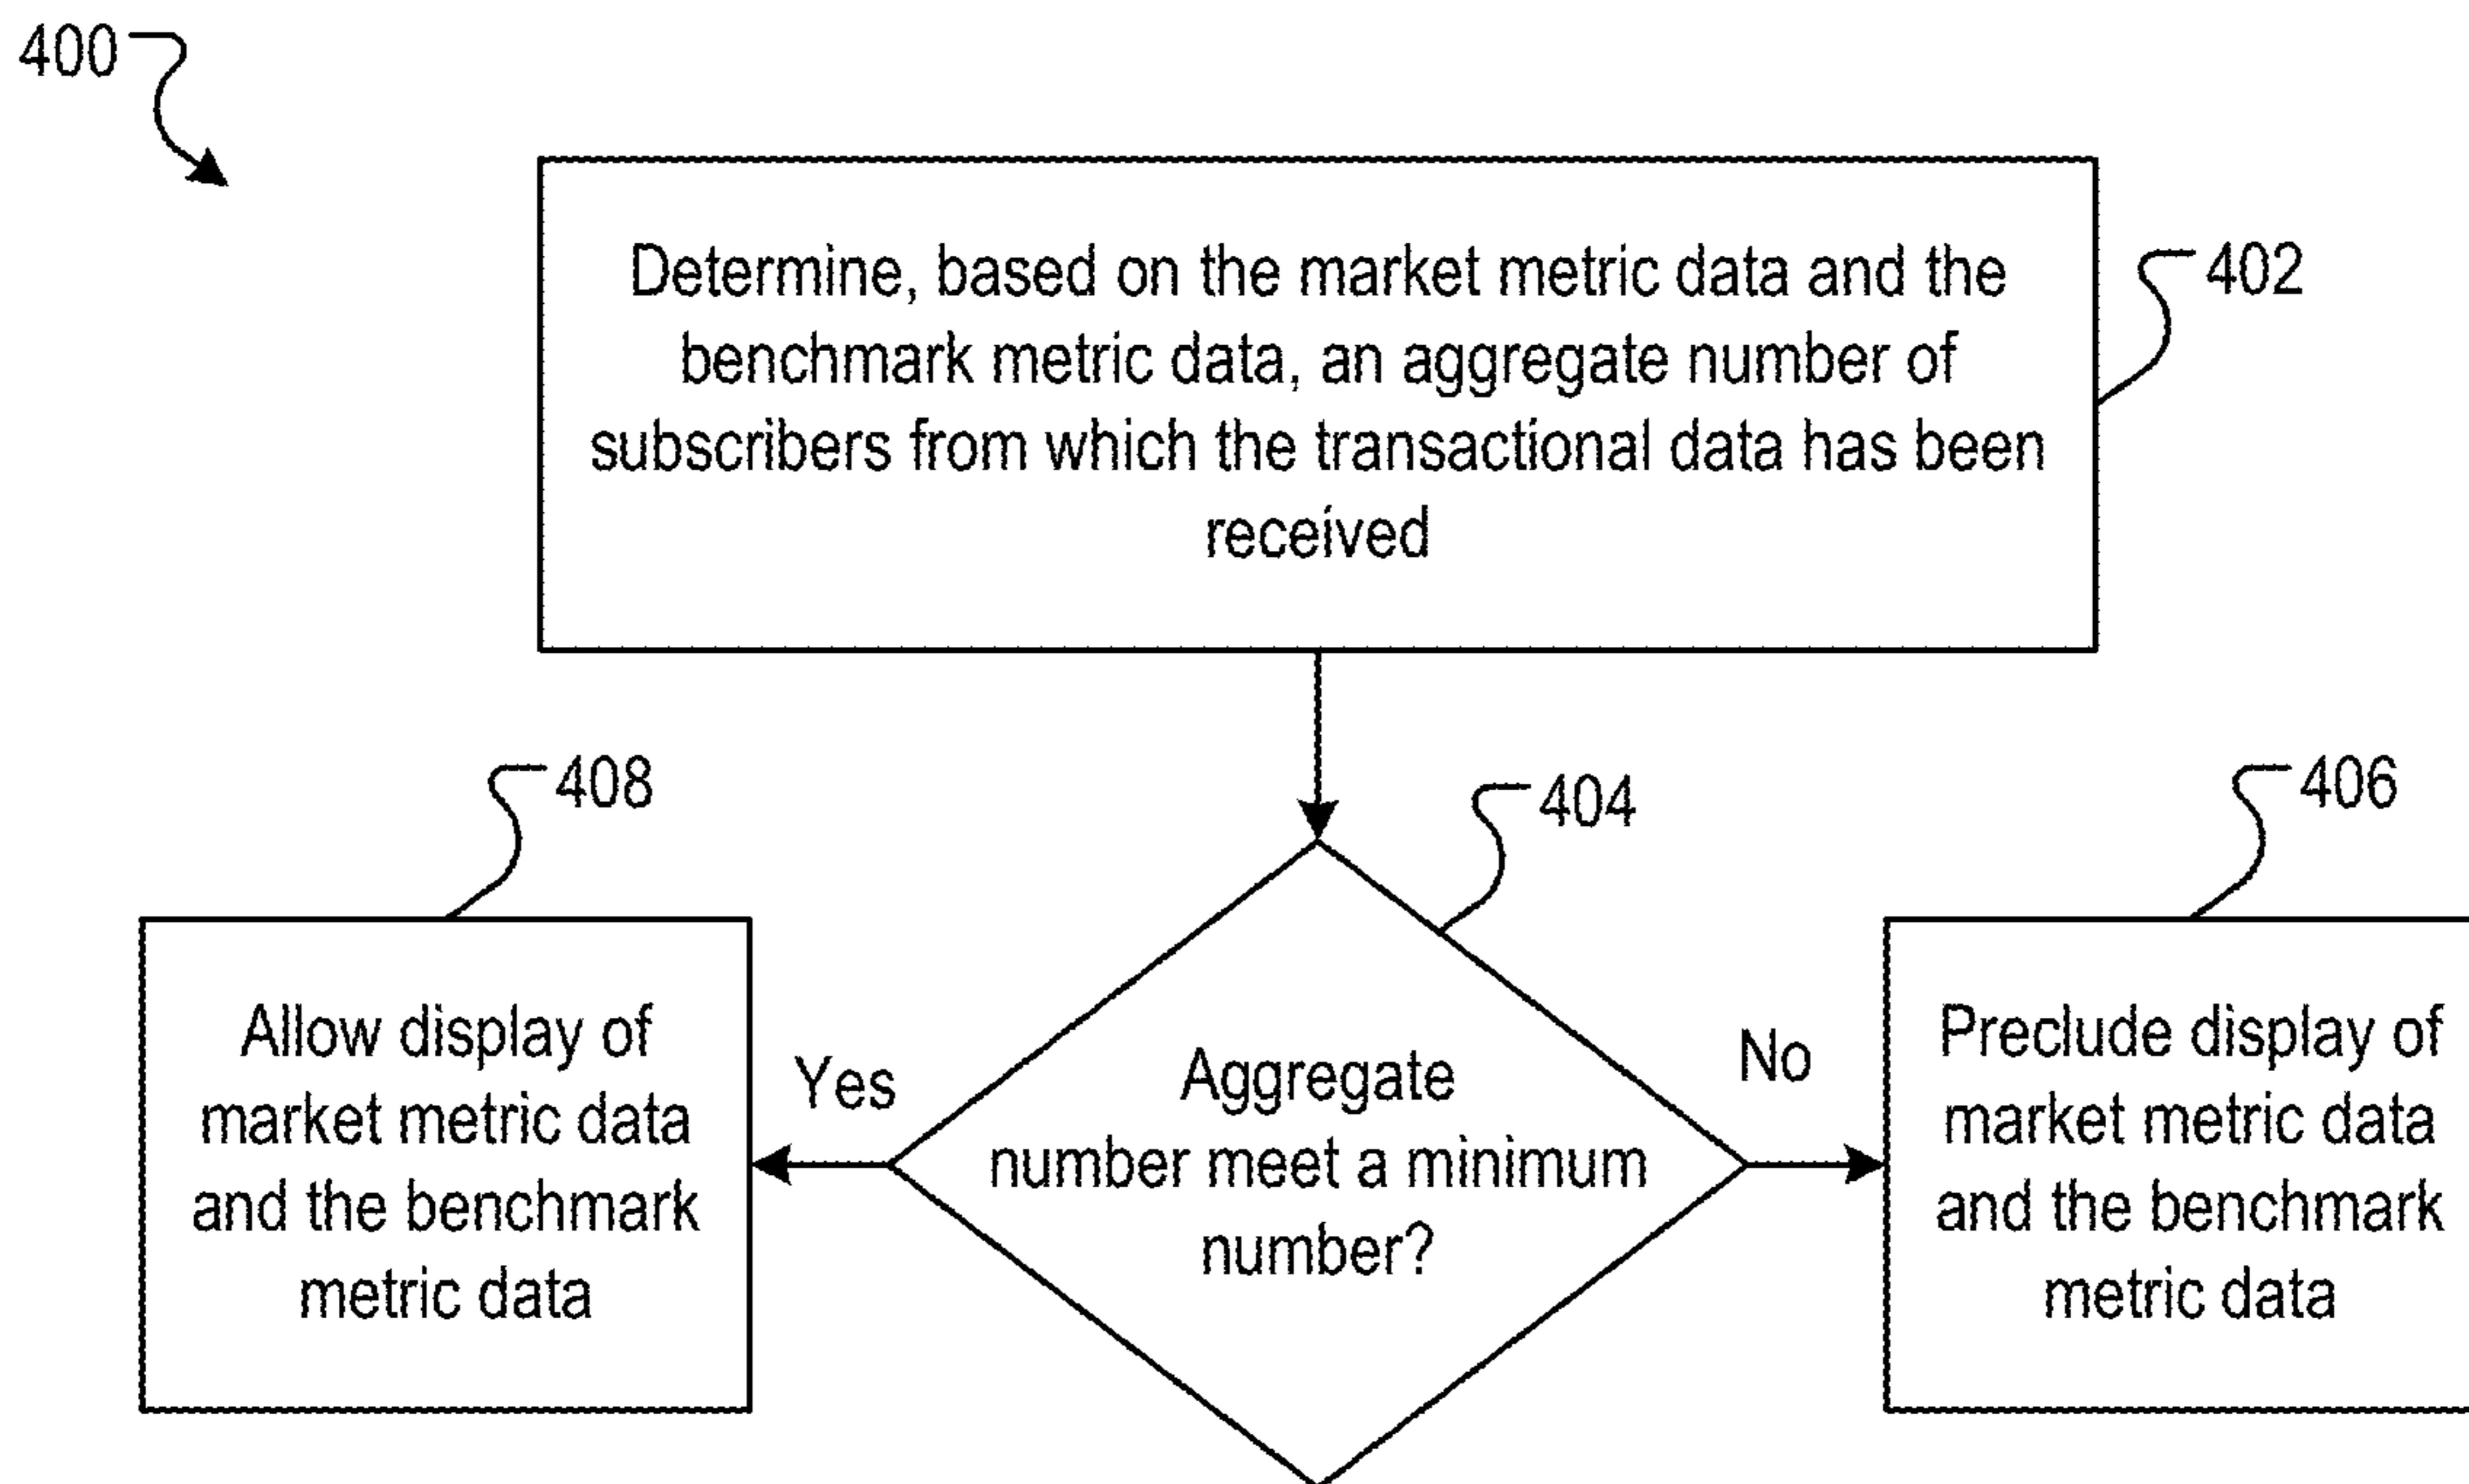 400
Determine, based on the market metric data and the
benchmark metric data, an aggregate number of
subscribers from which the transactional data has been
received
402
408
404
406
Allow display of
market metric data
and the benchmark
metric data
Yes
Aggregate
number meet a minimum
number?
No
Preclude display of
market metric data
and the benchmark
metric data